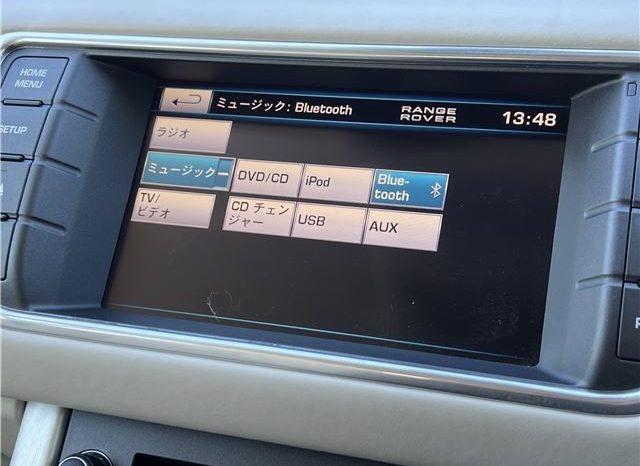 HOME
MENU
SETUP
ミュージック: Bluetooth
RANGE
ROVER
13:48
ラジオ
ミュージック
DVD/CD
iPod
Blue-
tooth
TV/
ビデオ
CD チェン
ジャー
USB
AUX